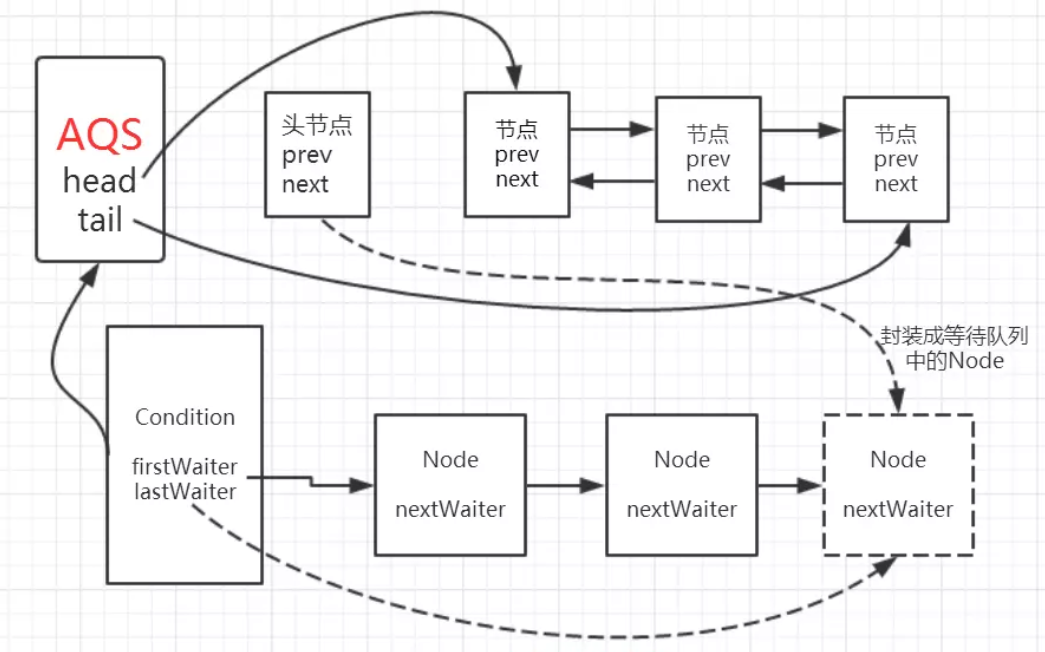 AQS
head
tail
头节点
prev
next
节点
prev
next
节点
prev
next
节点
prev
next
封装成等待队列
中的Node
Condition
firstWaiter
lastWaiter
Node
nextWaiter
Node
nextWaiter
Node
nextWaiter